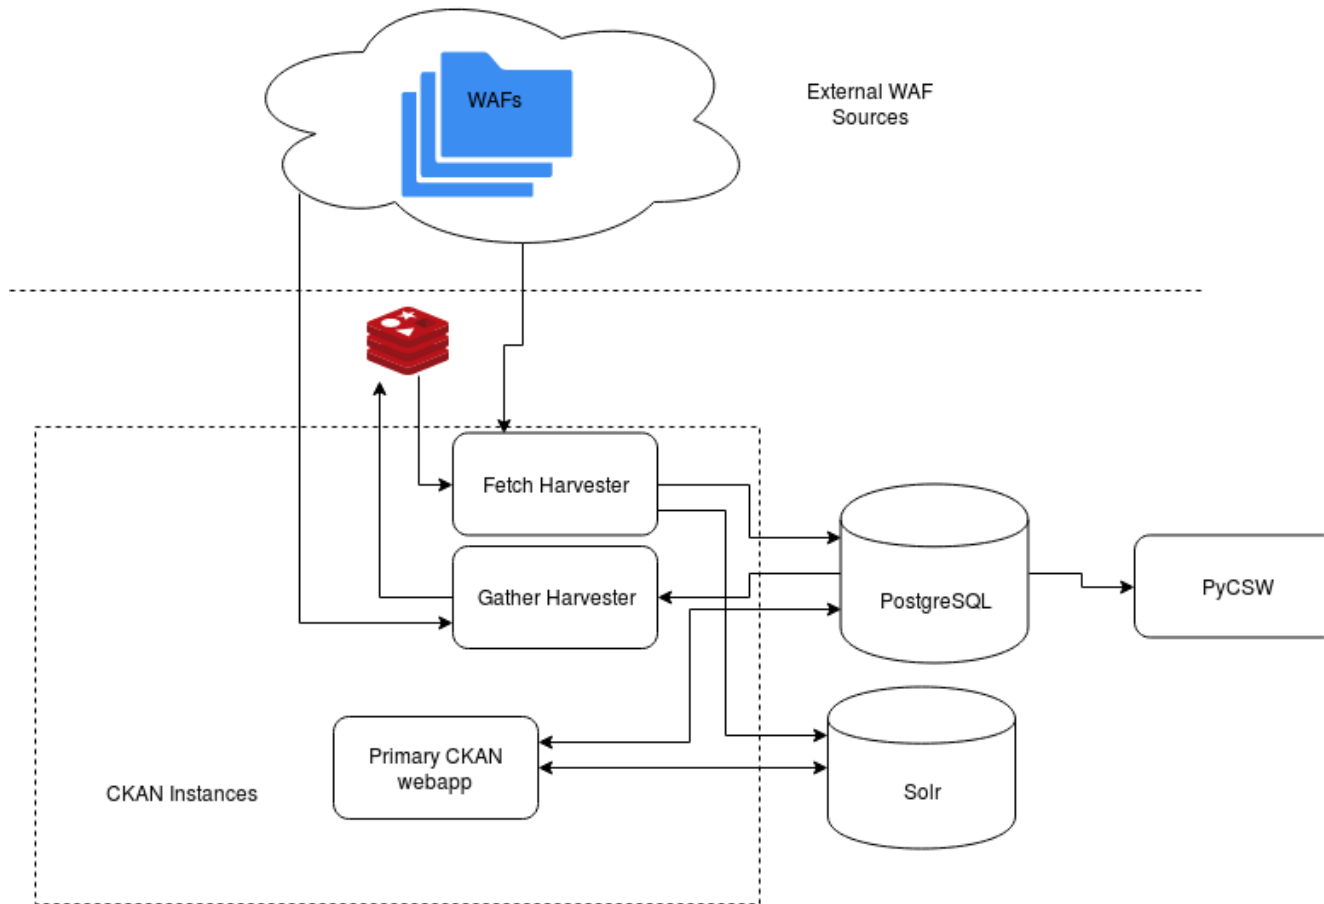 WAFs
External WAF
Sources
Fetch Harvester
Gather Harvester
PostgreSQL
PyCSW
Primary CKAN
webapp
CKAN Instances
Solr